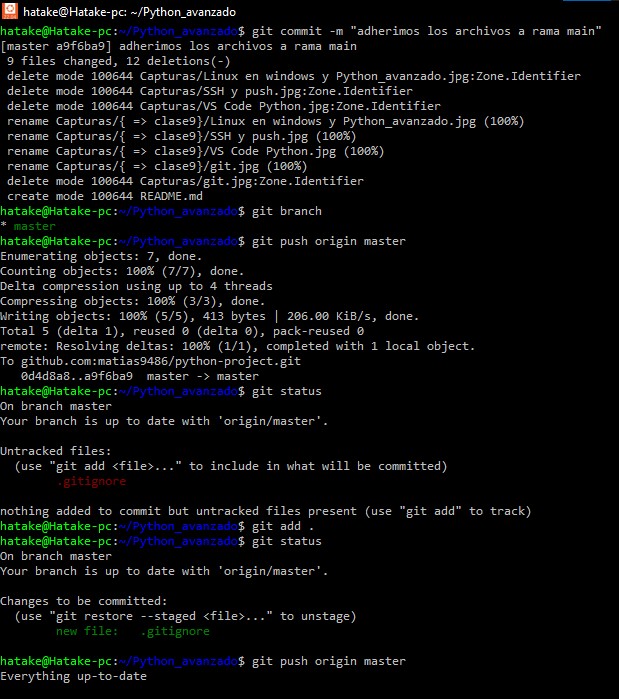 hatake@Hatake-pc: ~/Python_avanzado
hatake@Hatake-pc:~/Python_avanzado$ git commit -m "adherimos los archivos a rama main"
[master a9f6ba9] adherimos los archivos a rama main
 9 files changed, 12 deletions(-)
 delete mode 100644 Capturas/Linux en windows y Python_avanzado.jpg:Zone.Identifier
 delete mode 100644 Capturas/SSH y push.jpg:Zone.Identifier
 delete mode 100644 Capturas/VS Code Python.jpg:Zone.Identifier
 rename Capturas/{ => clase9}/Linux en windows y Python_avanzado.jpg (100%)
 rename Capturas/{ => clase9}/SSH y push.jpg (100%)
 rename Capturas/{ => clase9}/VS Code Python.jpg (100%)
 rename Capturas/{ => clase9}/git.jpg (100%)
 delete mode 100644 Capturas/git.jpg:Zone.Identifier
 create mode 100644 README.md
hatake@Hatake-pc:~/Python_avanzado$ git branch
* master
hatake@Hatake-pc:~/Python_avanzado$ git push origin master
Enumerating objects: 7, done.
Counting objects: 100% (7/7), done.
Delta compression using up to 4 threads
Compressing objects: 100% (3/3), done.
Writing objects: 100% (5/5), 413 bytes | 206.00 KiB/s, done.
Total 5 (delta 1), reused 0 (delta 0), pack-reused 0
remote: Resolving deltas: 100% (1/1), completed with 1 local object.
To github.com:matias9486/python-project.git
   0d4d8a8..a9f6ba9  master -> master
hatake@Hatake-pc:~/Python_avanzado$ git status
On branch master
Your branch is up to date with 'origin/master'.
Untracked files:
  (use "git add <file>..." to include in what will be committed)
        .gitignore
nothing added to commit but untracked files present (use "git add" to track)
hatake@Hatake-pc:~/Python_avanzado$ git add .
hatake@Hatake-pc:~/Python_avanzado$ git status
On branch master
Your branch is up to date with 'origin/master'.
Changes to be committed:
  (use "git restore --staged <file>..." to unstage)
        new file:   .gitignore
hatake@Hatake-pc:~/Python_avanzado$ git push origin master
Everything up-to-date